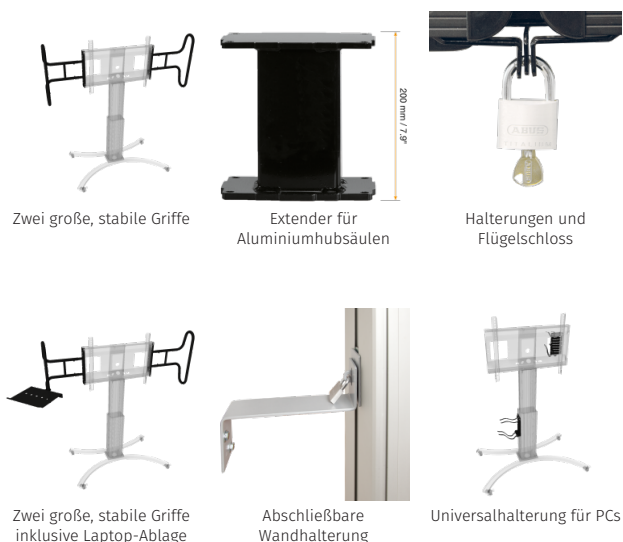 200 mm / 7.9"
ABUS
Zwei große, stabile Griffe
Extender für
Aluminiumhubsäulen
Halterungen und
Flügelschloss
Zwei große, stabile Griffe
inklusive Laptop-Ablage
Abschließbare
Wandhalterung
Universalhalterung für PCs